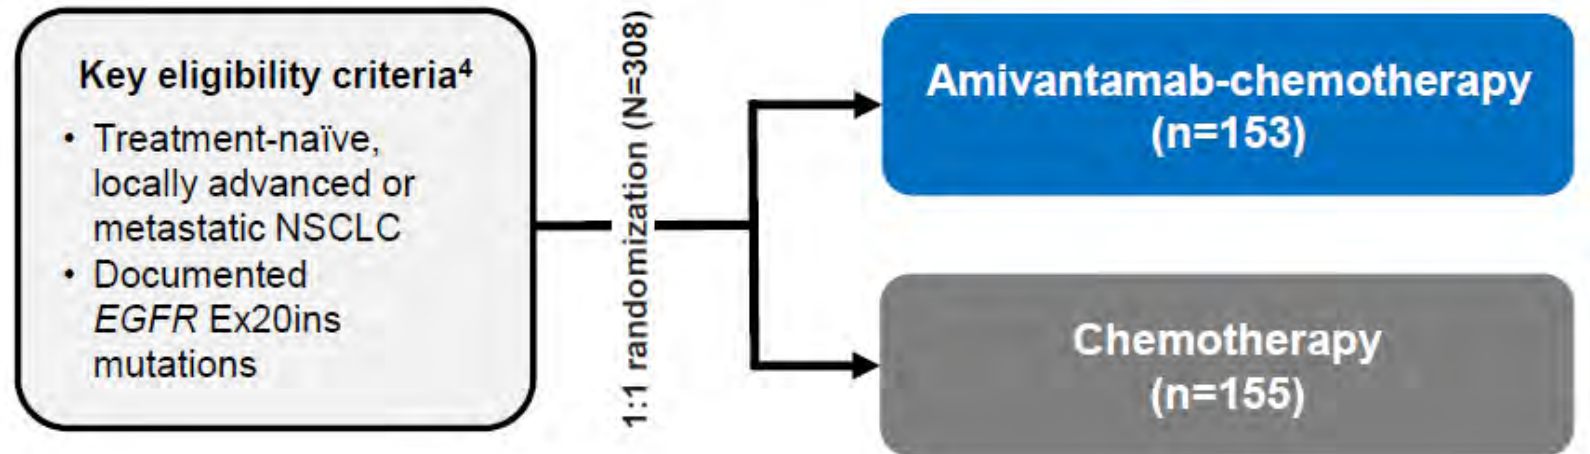 Key eligibility criteria⁴
• Treatment-naïve,
locally advanced or
metastatic NSCLC
• Documented
EGFR Ex20ins
mutations
1:1 randomization (N=308)
Amivantamab-chemotherapy
(n=153)
Chemotherapy
(n=155)